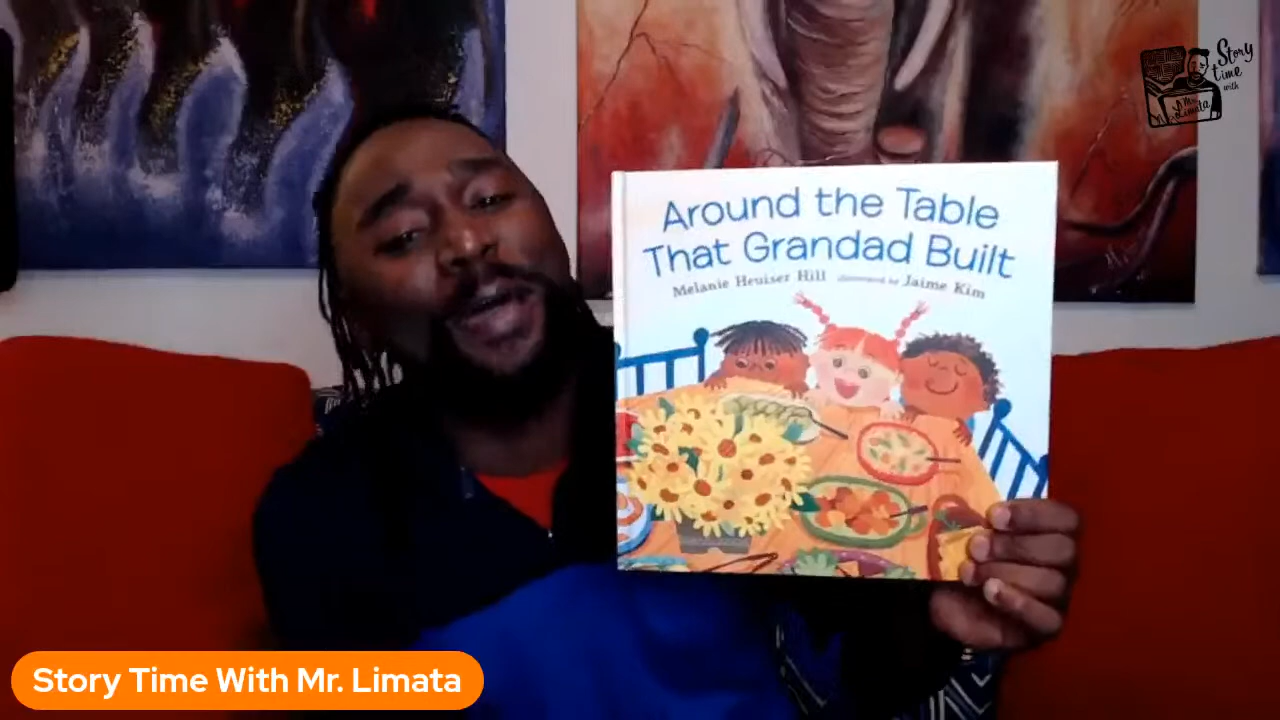 Story
time
with
Mr.
Limata
Around the Table
That Grandad Built
Melanie Heuiser Hill illustrated by Jaime Kim
Story Time With Mr. Limata